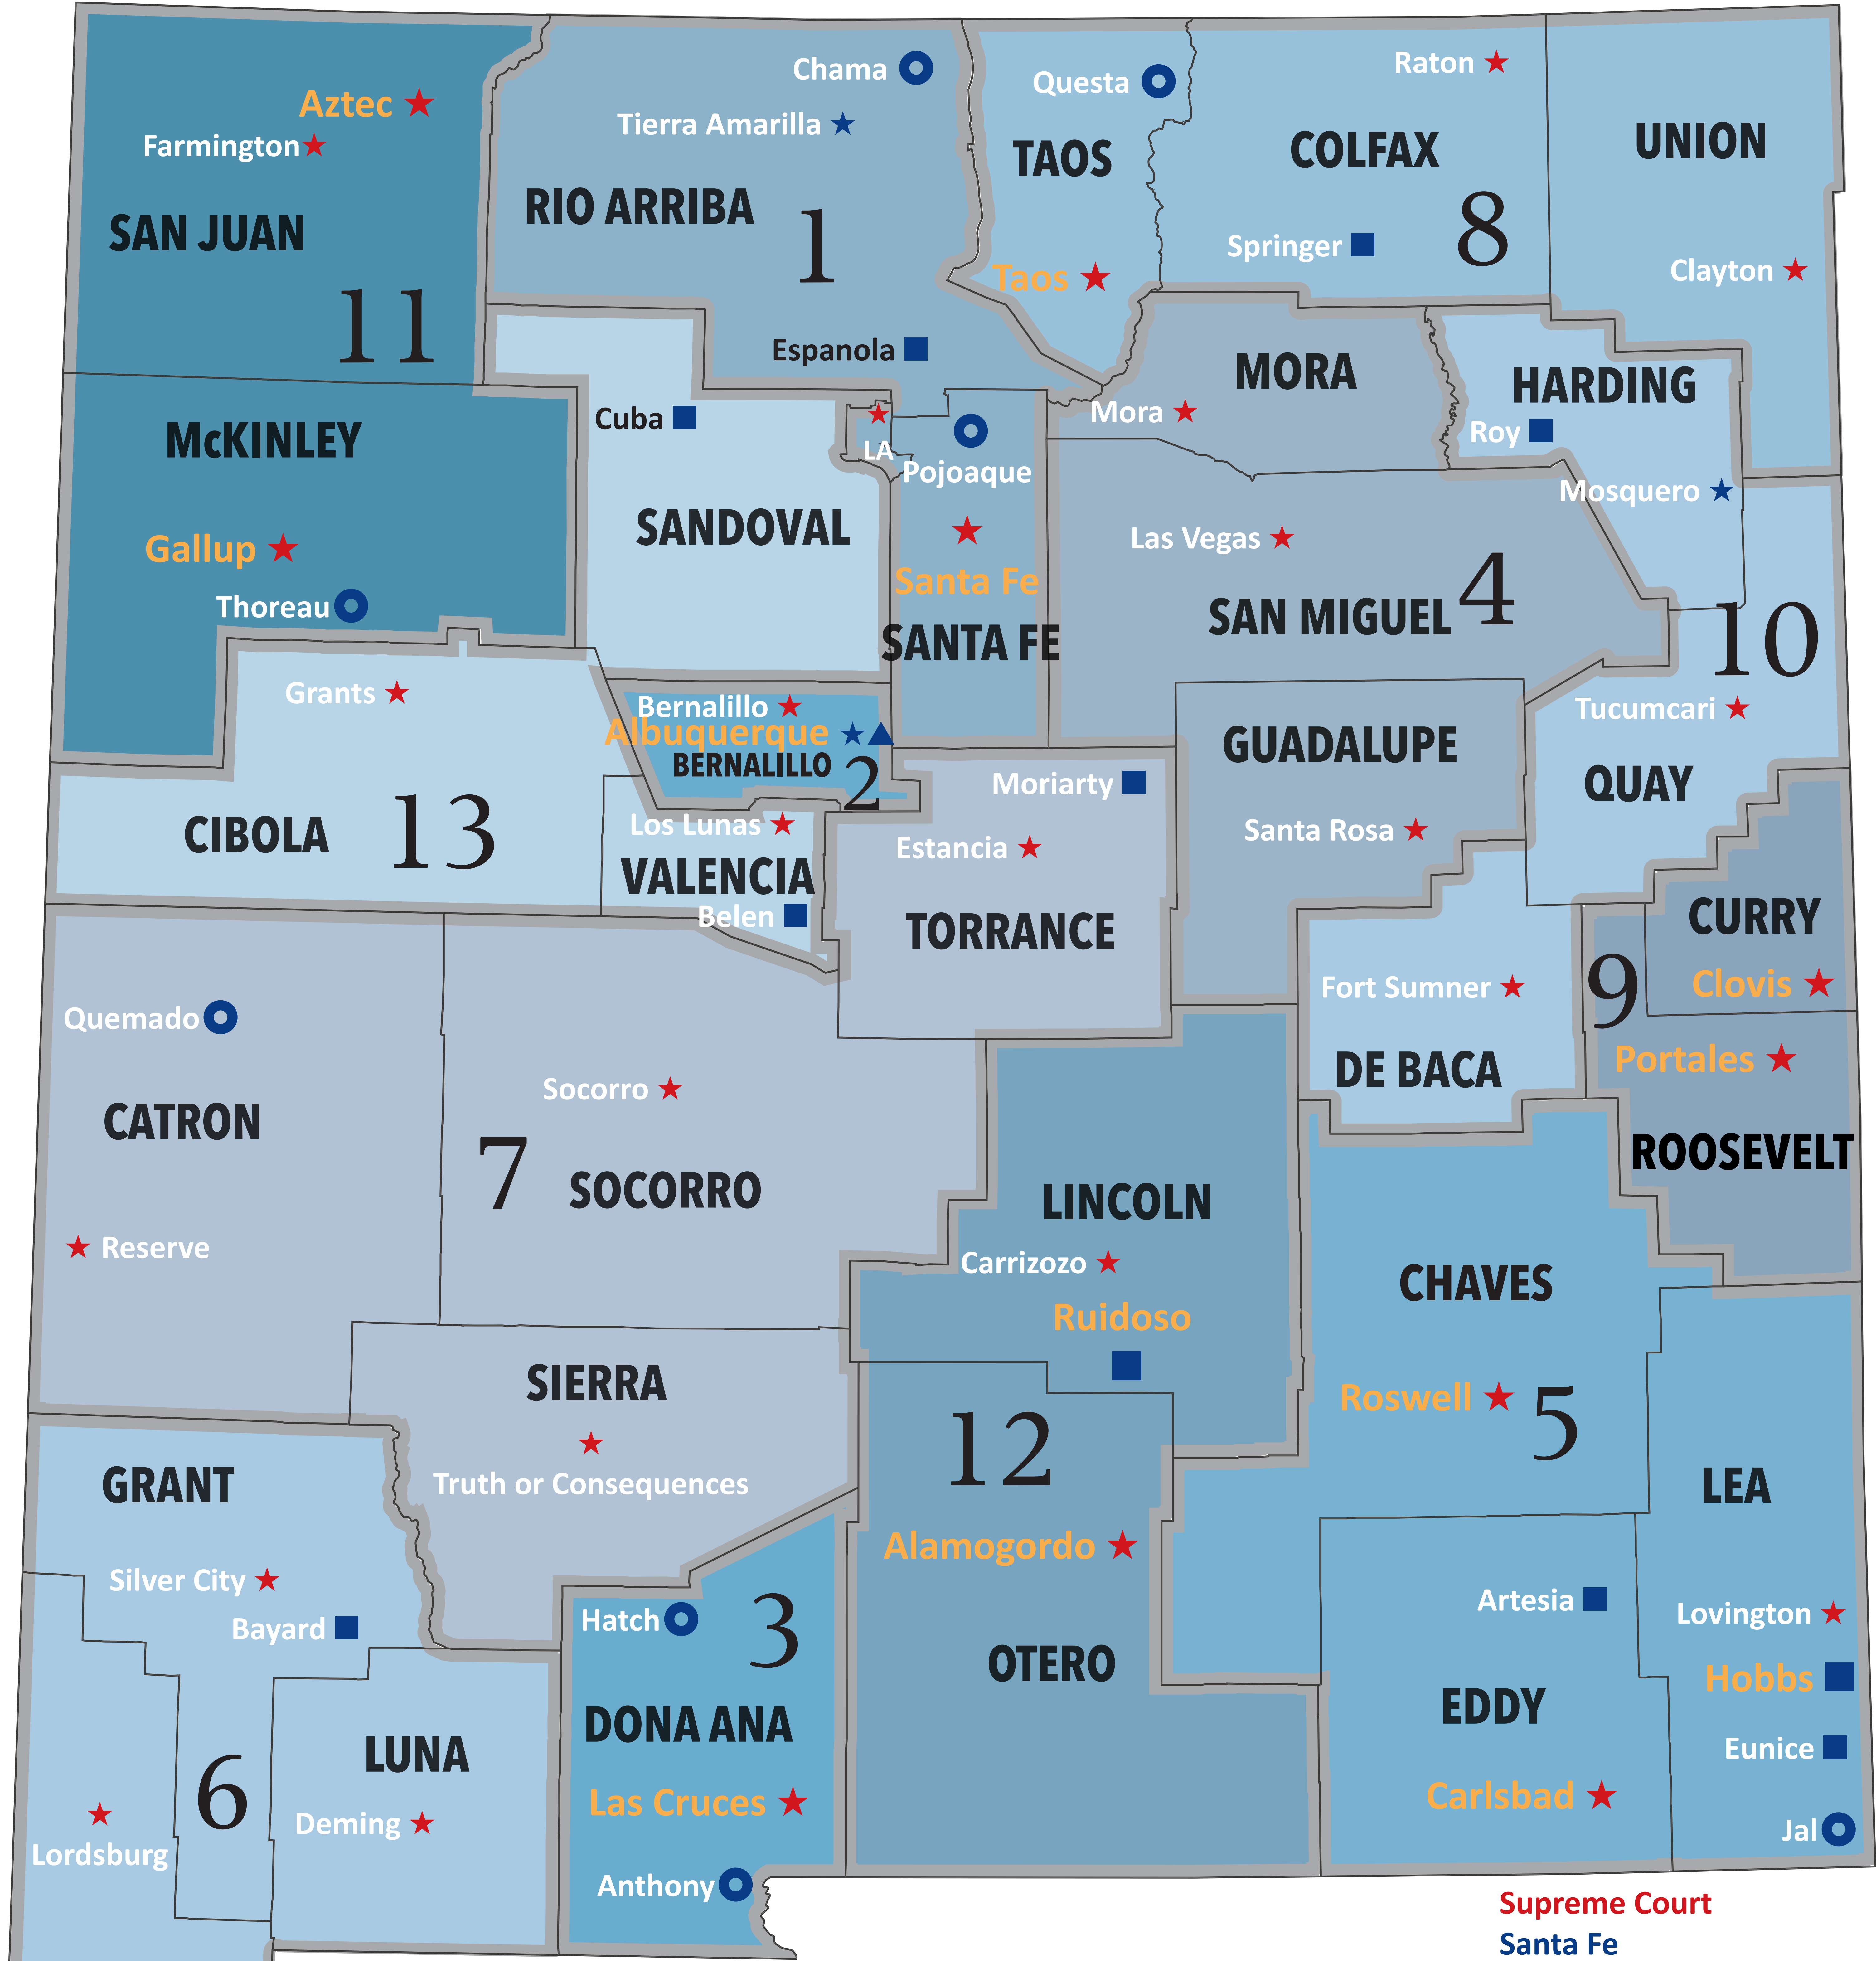 Chama
Raton
Aztec
Questa
Tierra Amarilla
Farmington
UNION
COLFAX
TAOS
RIO ARRIBA
SAN JUAN
1
8
Springer
Clayton
Taos
11
Espanola
MORA
HARDING
Cuba
Mora
Roy
McKINLEY
LA
Pojoaque
Mosquero
SANDOVAL
Las Vegas
Gallup
Santa Fe
4
Thoreau
SAN MIGUEL
SANTA FE
10
Grants
Bernalillo
Tucumcari
Albuquerque
GUADALUPE
BERNALILLO
2
Moriarty
QUAY
Los Lunas
Santa Rosa
CIBOLA
13
Estancia
VALENCIA
Belen
CURRY
TORRANCE
Clovis
Fort Sumner
9
Quemado
Portales
DE BACA
Socorro
CATRON
ROOSEVELT
7
SOCORRO
LINCOLN
Reserve
Carrizozo
CHAVES
Ruidoso
SIERRA
Roswell
5
12
Truth or Consequences
GRANT
LEA
Alamogordo
Silver City
Artesia
Lovington
Hatch
3
Bayard
OTERO
Hobbs
EDDY
DONA ANA
LUNA
Eunice
6
Carlsbad
Las Cruces
Deming
Jal
Lordsburg
Anthony
Supreme Court
Santa Fe